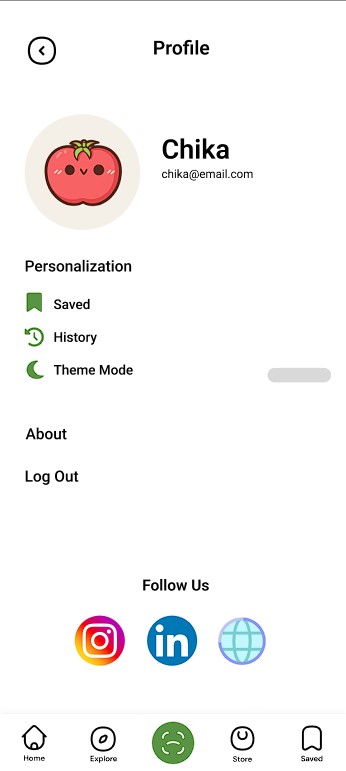 Profile
Chika
chika@email.com
Personalization
Saved
History
Theme Mode
About
Log Out
Follow Us
in
Home
Explore
Store
Saved